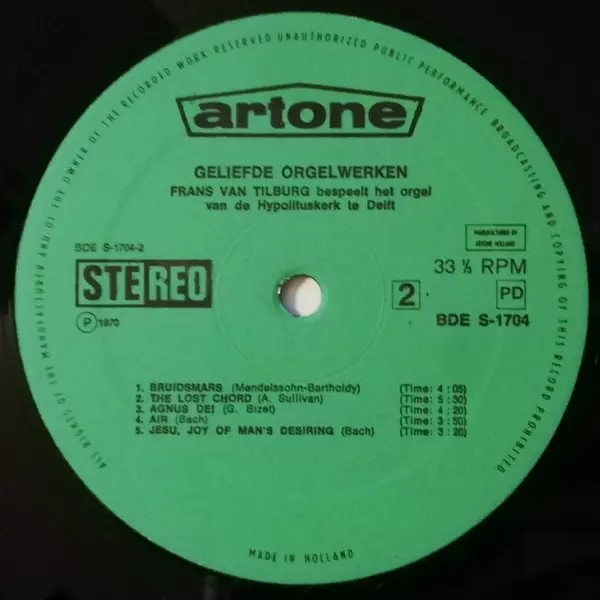 ALL RIGHTS OF THE MANUFACTURER AND OF THE OWNER OF THE RECORDED WORK RESERVED UNAUTHORIZED PUBLIC PERFORMANCE BROADCASTING AND COPYING OF THIS RECORD PROHIBITED
artone
GELIEFDE ORGELWERKEN
FRANS VAN TILBURG bespeelt het orgel
van de Hypolituskerk te Delft
BDE S-1704-2
MANUFACTURED BY
ARTONE HOLLAND
STEREO
33 ⅓ RPM
2
PD
P 1970
BDE S-1704
1. BRUIDSMARS (Mendelssohn-Bartholdy) (Time: 4 : 05)
2. THE LOST CHORD (A. Sullivan) (Time: 5 : 30)
3. AGNUS DEI (G. Bizet) (Time: 4 : 20)
4. AIR (Bach) (Time: 3 : 50)
5. JESU, JOY OF MAN'S DESIRING (Bach) (Time: 3 : 20)
MADE IN HOLLAND